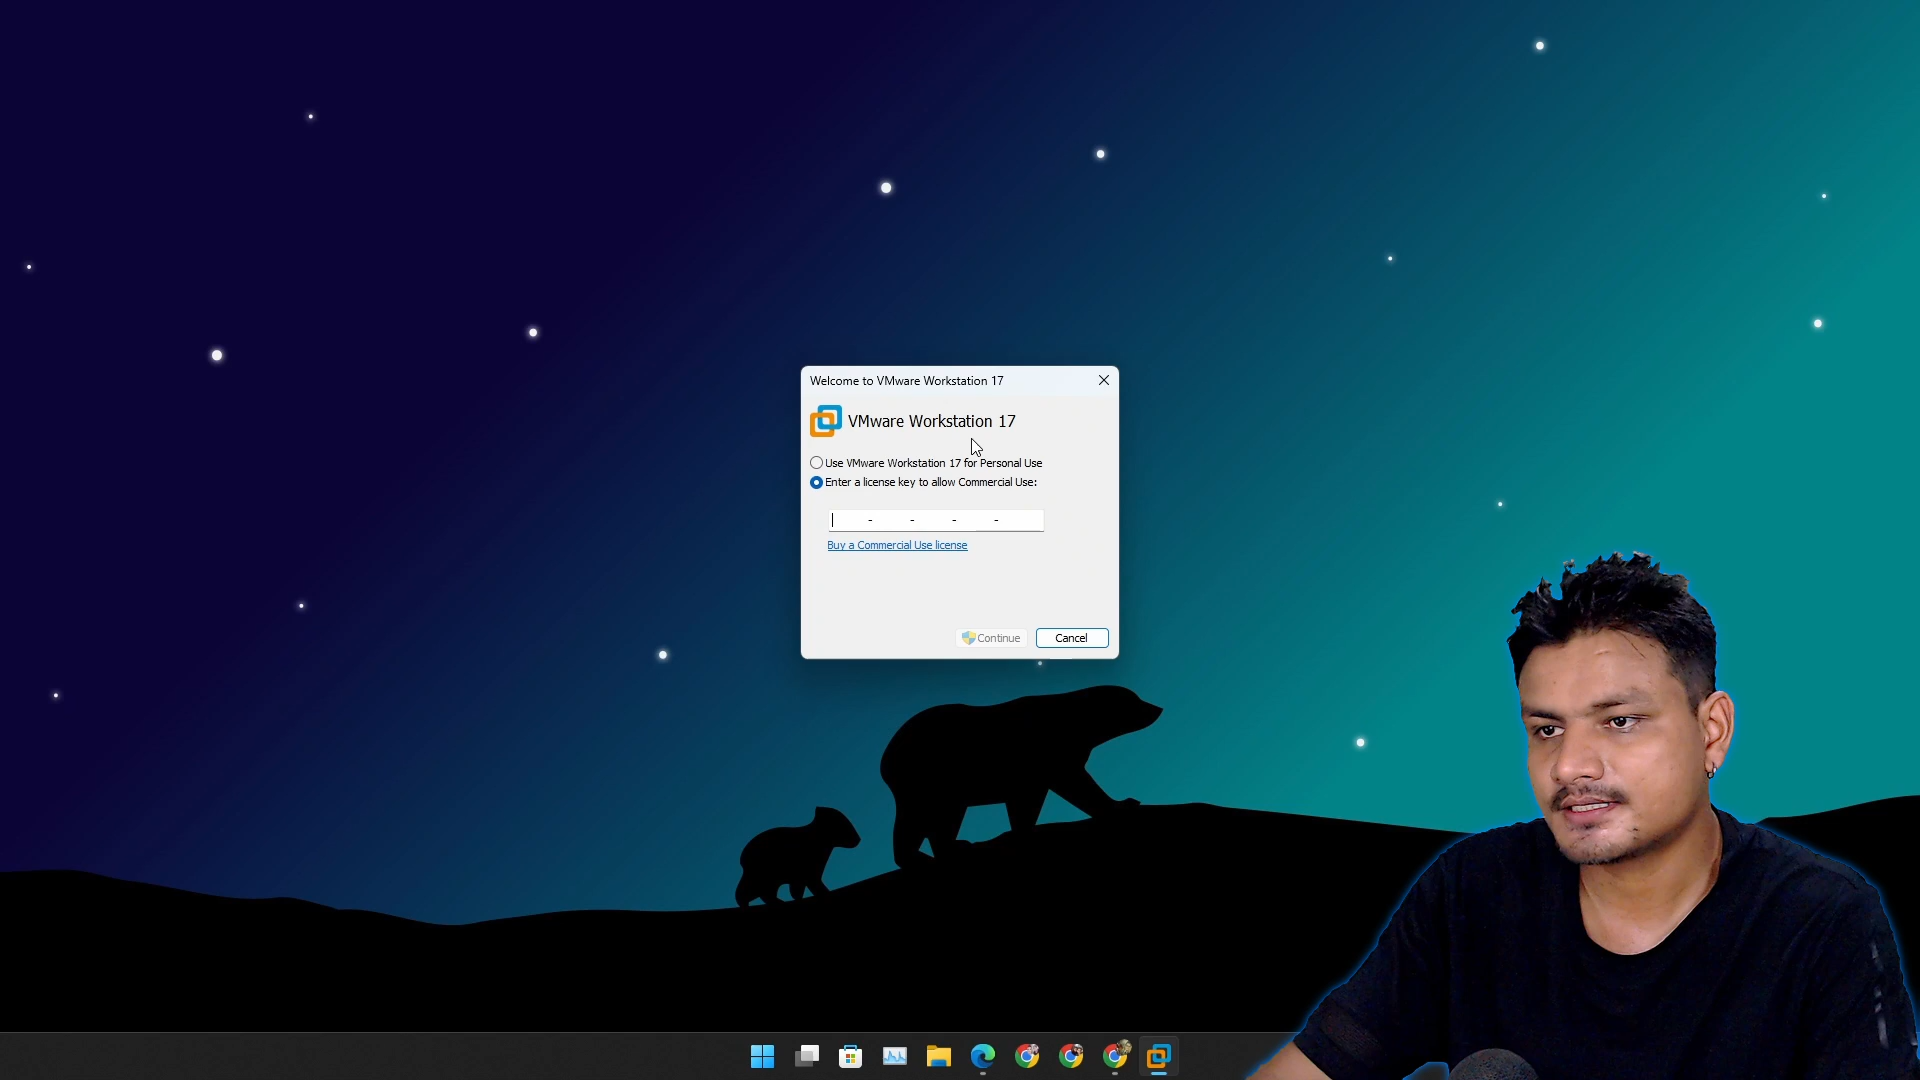 Welcome to VMware Workstation 17
VMware Workstation 17
Use VMware Workstation 17 for Personal Use
Enter a license key to allow Commercial Use:
- - - -
Buy a Commercial Use license
Continue Cancel